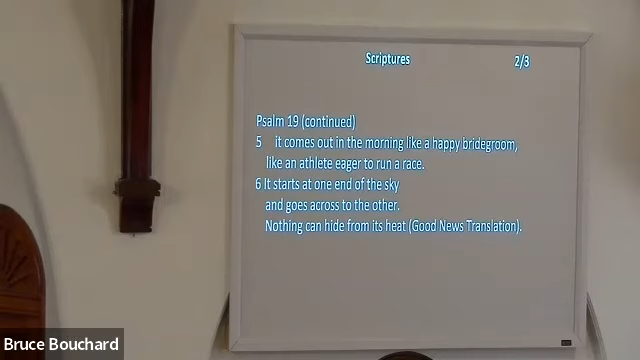 Scriptures 2/3
Psalm 19 (continued)
5 it comes out in the morning like a happy bridegroom,
like an athlete eager to run a race.
6 It starts at one end of the sky
and goes across to the other.
Nothing can hide from its heat (Good News Translation).
Bruce Bouchard